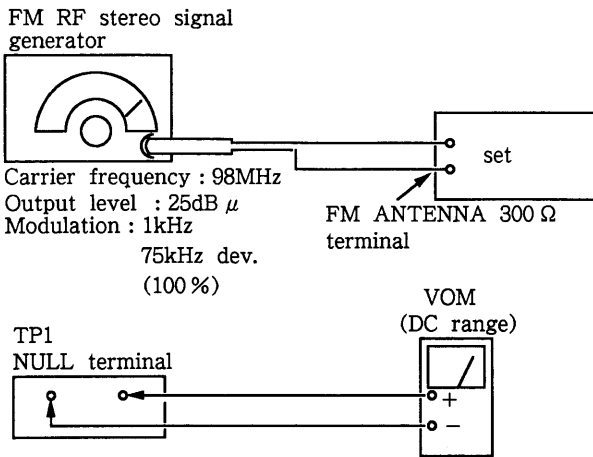 FM RF stereo signal
generator
set
Carrier frequency : 98MHz
Output level : 25dB μ
Modulation : 1kHz
75kHz dev.
(100%)
FM ANTENNA 300 Ω
terminal
VOM
(DC range)
TP1
NULL terminal
+
−